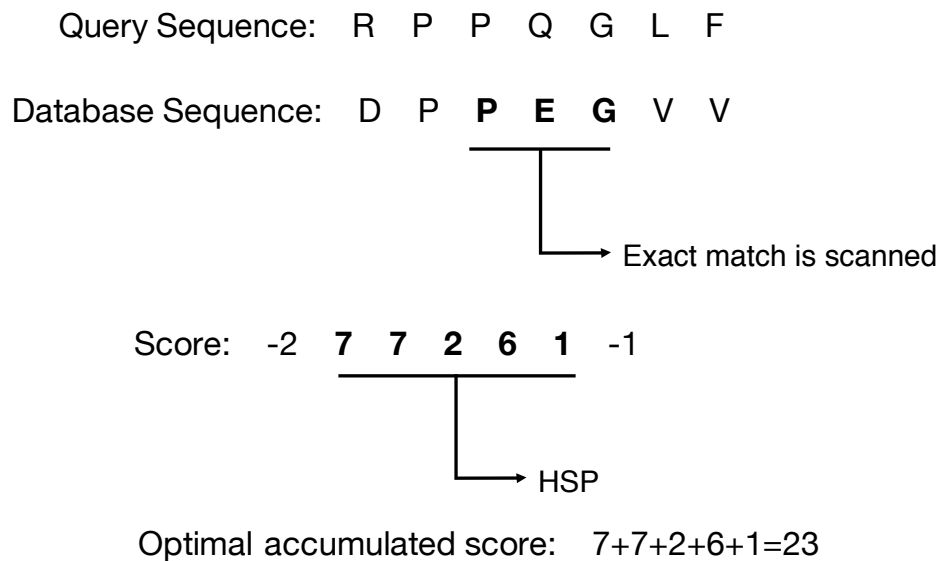 Query Sequence: R P P Q G L F
Database Sequence: D P P E G V V
Exact match is scanned
Score: -2 7 7 2 6 1 -1
HSP
Optimal accumulated score: 7+7+2+6+1=23